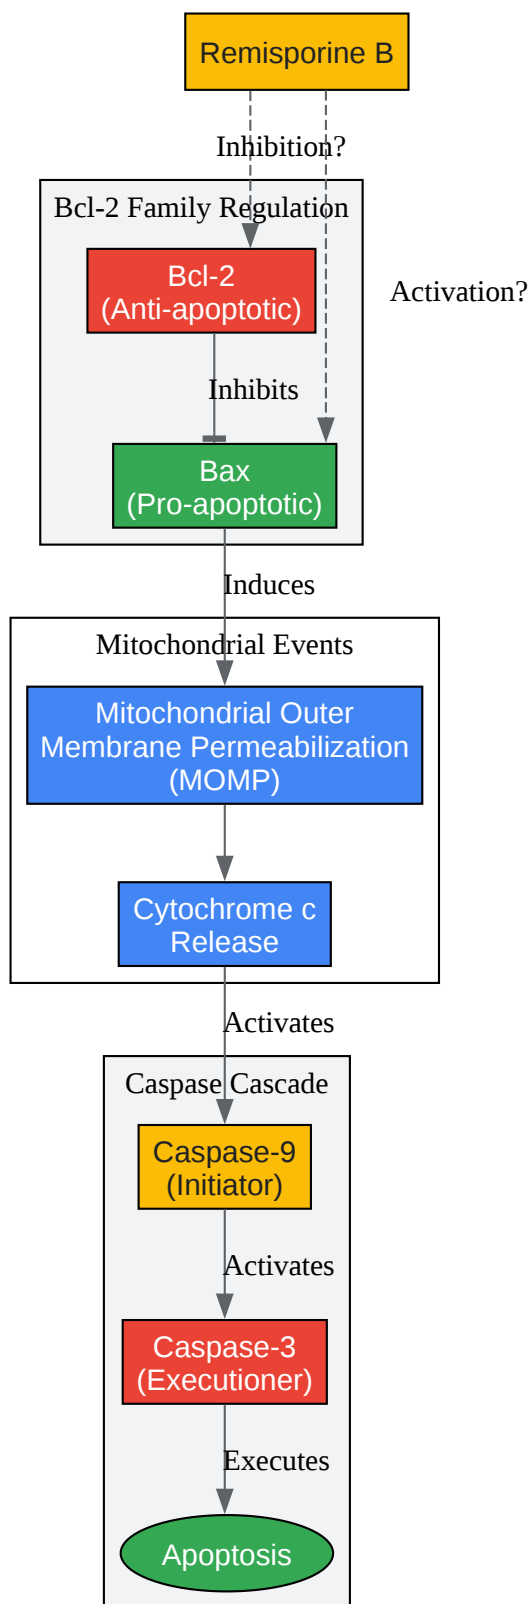 Remisporine B
Inhibition?
Bcl-2 Family Regulation
Bcl-2
(Anti-apoptotic)
Activation?
Inhibits
Bax
(Pro-apoptotic)
Induces
Mitochondrial Events
Mitochondrial Outer
Membrane Permeabilization
(MOMP)
Cytochrome c
Release
Activates
Caspase Cascade
Caspase-9
(Initiator)
Activates
Caspase-3
(Executioner)
Executes
Apoptosis